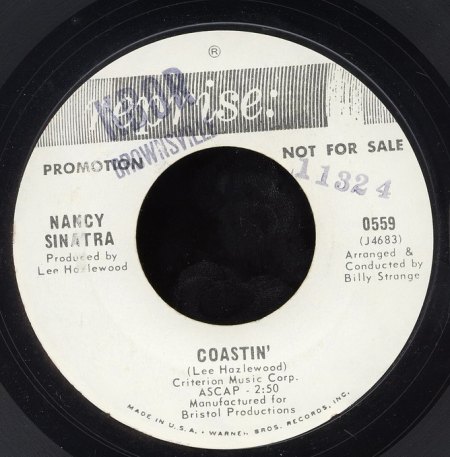 ®
reprise:
BROWNSVILLE
PROMOTION
NOT FOR SALE
11324
NANCY
SINATRA
Produced by
Lee Hazlewood
0559
(J4683)
Arranged &
Conducted by
Billy Strange
COASTIN'
(Lee Hazlewood)
Criterion Music Corp.
ASCAP - 2:50
Manufactured for
Bristol Productions
MADE IN U.S.A. • WARNER BROS. RECORDS, INC.